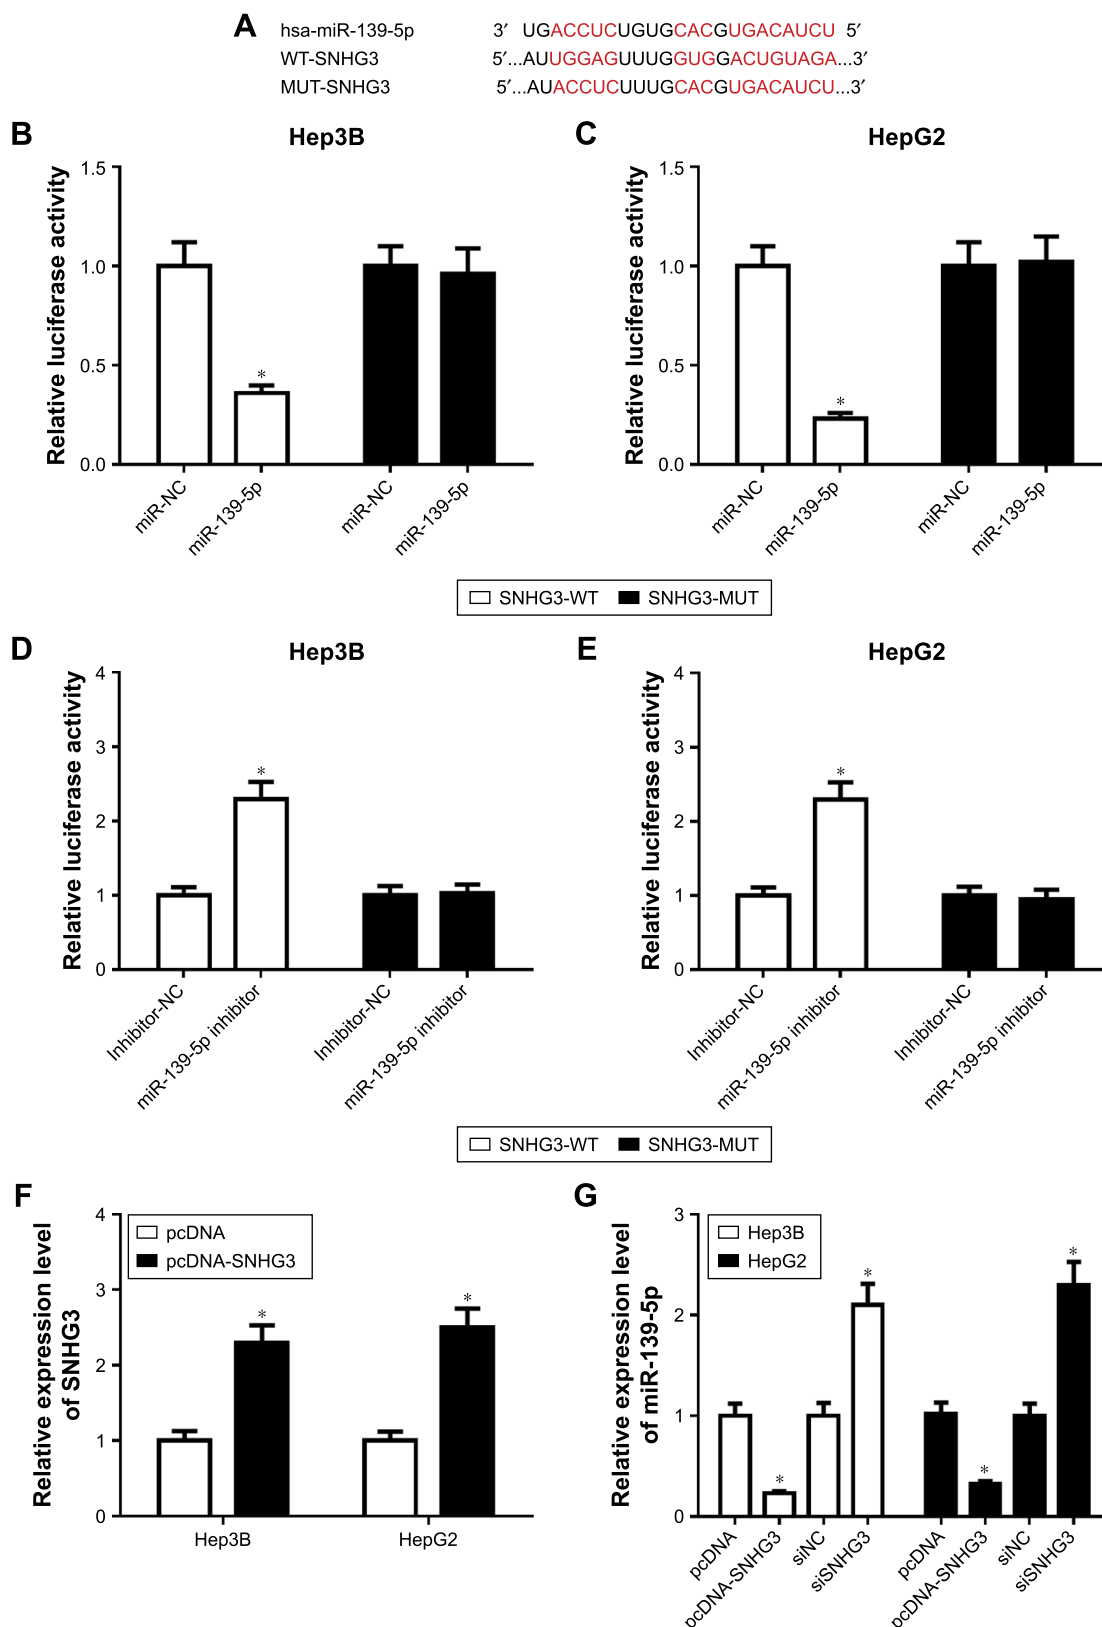 A
hsa-miR-139-5p 3′ UGACCUCUGUGCACGUGACAUCU 5′
WT-SNHG3 5′...AUUGGAGUUUGGUGGACUGUAGA...3′
MUT-SNHG3 5′...AUACCUCUUUGCACGUGACAUCU...3′
B
Hep3B
Relative luciferase activity
1.5
1.0
0.5
0.0
*
miR-NC
miR-139-5p
miR-NC
miR-139-5p
C
HepG2
Relative luciferase activity
1.5
1.0
0.5
0.0
*
miR-NC
miR-139-5p
miR-NC
miR-139-5p
SNHG3-WT SNHG3-MUT
D
Hep3B
Relative luciferase activity
4
3
2
1
0
*
Inhibitor-NC
miR-139-5p inhibitor
Inhibitor-NC
miR-139-5p inhibitor
E
HepG2
Relative luciferase activity
4
3
2
1
0
*
Inhibitor-NC
miR-139-5p inhibitor
Inhibitor-NC
miR-139-5p inhibitor
SNHG3-WT SNHG3-MUT
F
Relative expression level
of SNHG3
4
3
2
1
0
pcDNA
pcDNA-SNHG3
*
*
Hep3B
HepG2
G
Relative expression level
of miR-139-5p
3
2
1
0
Hep3B
HepG2
*
*
*
*
pcDNA
pcDNA-SNHG3
siNC
siSNHG3
pcDNA
pcDNA-SNHG3
siNC
siSNHG3